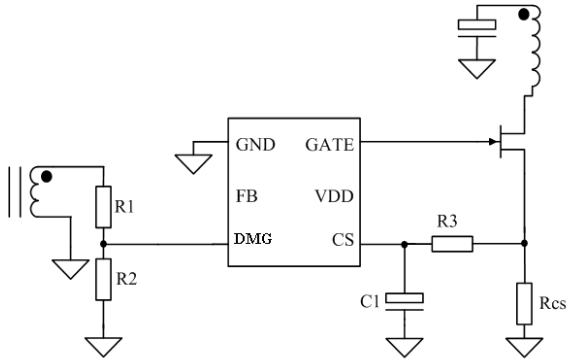 GND GATE
R1
FB VDD
R3
DMG CS
R2
C1
Rcs